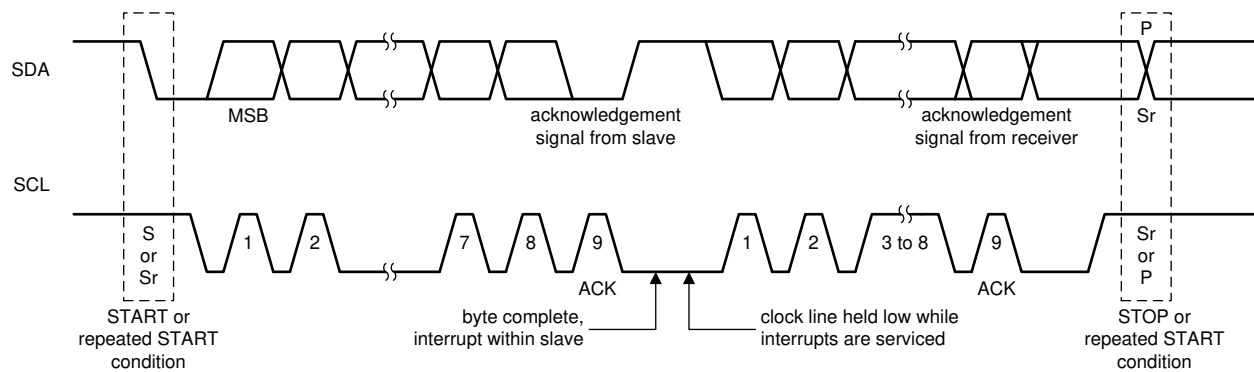 P
SDA
MSB
acknowledgement
signal from slave
acknowledgement
signal from receiver
Sr
SCL
S
or
Sr
1
2
7
8
9
1
2
3 to 8
9
Sr
or
P
ACK
ACK
START or
repeated START
condition
byte complete,
interrupt within slave
clock line held low while
interrupts are serviced
STOP or
repeated START
condition